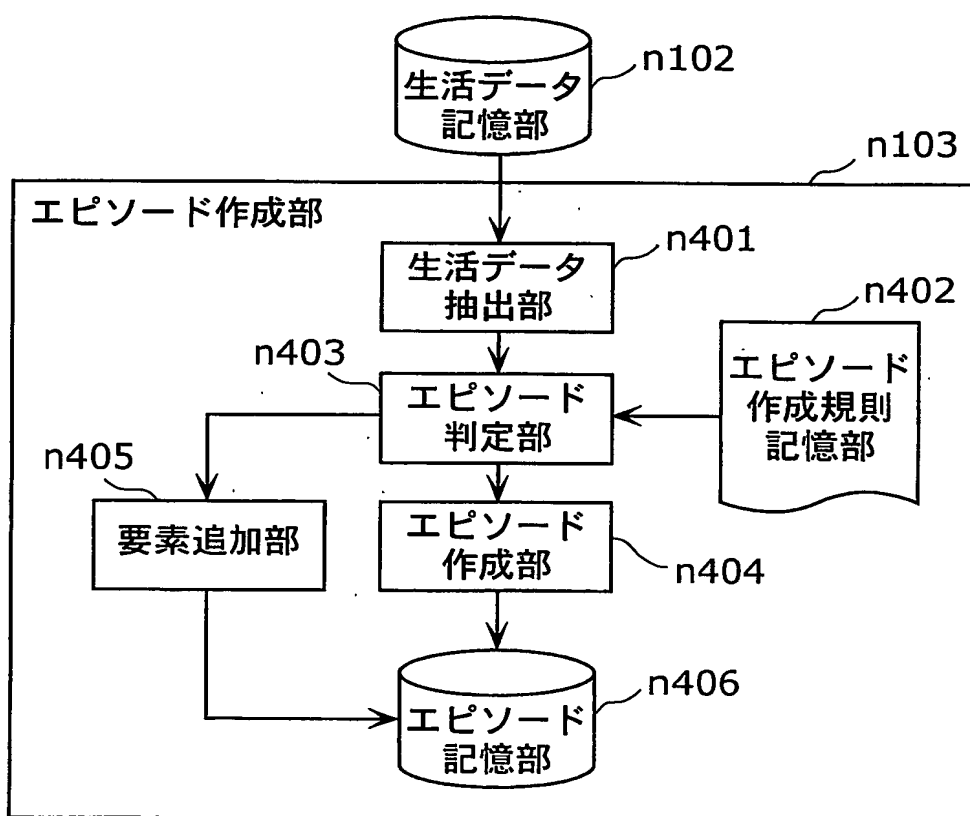 生活データ
記憶部
n102
n103
エピソード作成部
生活データ
抽出部
n401
n402
エピソード
作成規則
記憶部
n403
エピソード
判定部
n405
要素追加部
エピソード
作成部
n404
エピソード
記憶部
n406